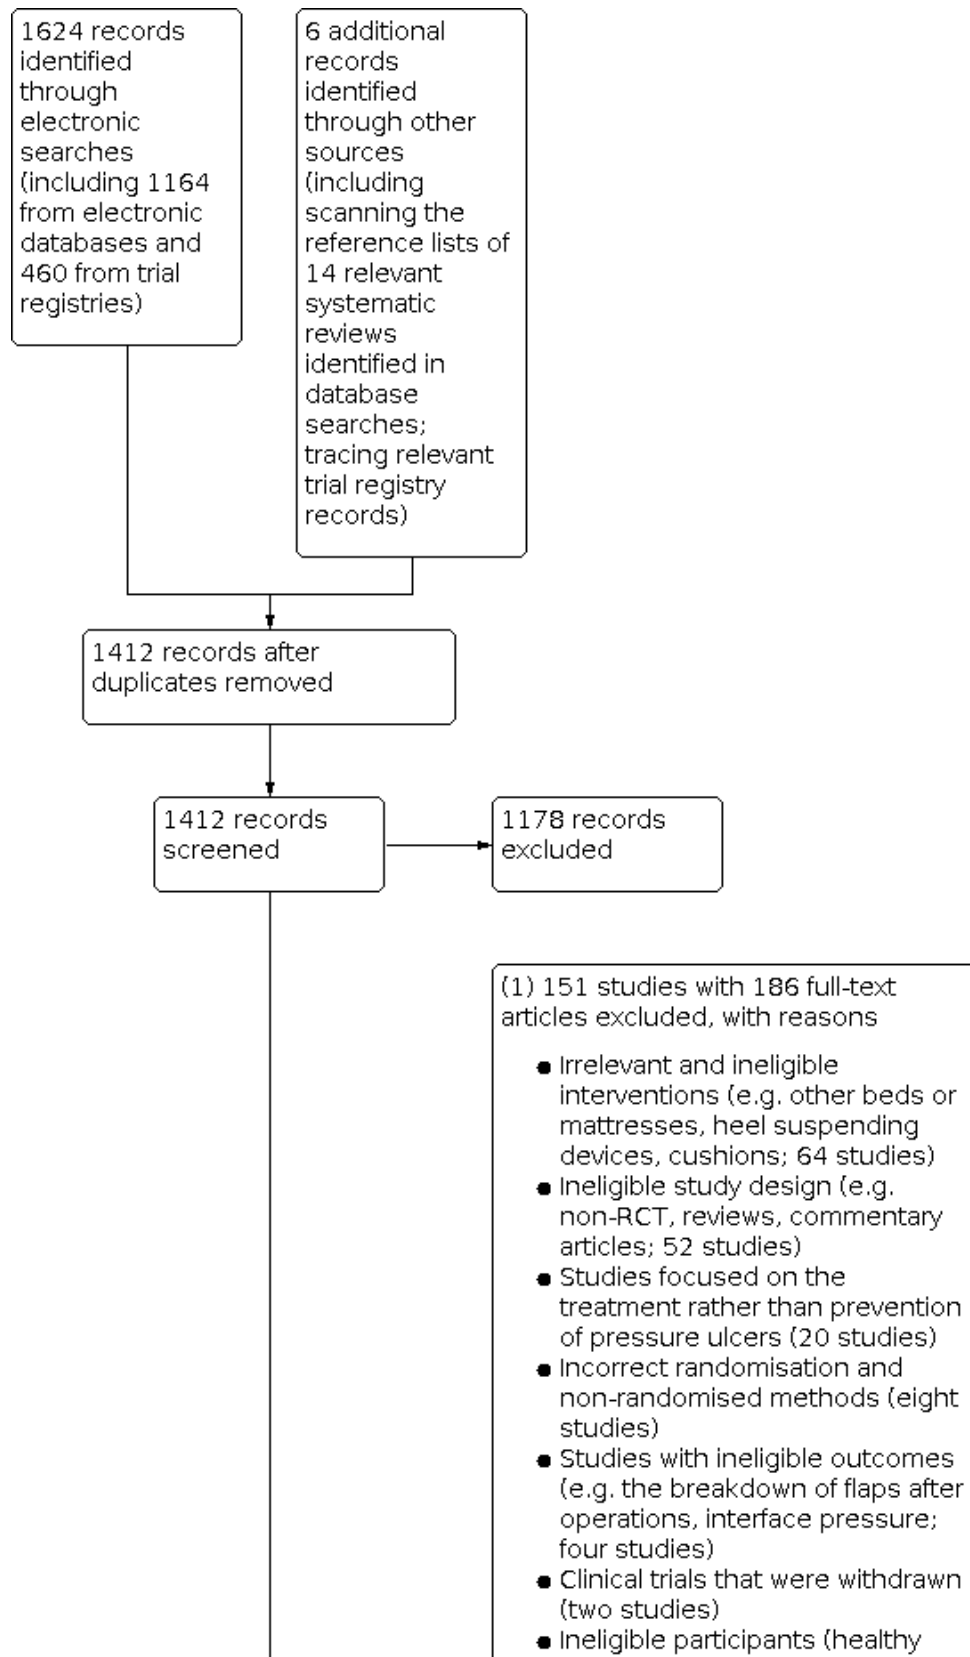 1624 records
identified
through
electronic
searches
(including 1164
from electronic
databases and
460 from trial
registries)
6 additional
records
identified
through other
sources
(including
scanning the
reference lists of
14 relevant
systematic
reviews
identified in
database
searches;
tracing relevant
trial registry
records)
1412 records after
duplicates removed
1412 records
screened
1178 records
excluded
(1) 151 studies with 186 full-text
articles excluded, with reasons
● Irrelevant and ineligible
interventions (e.g. other beds or
mattresses, heel suspending
devices, cushions; 64 studies)
● Ineligible study design (e.g.
non-RCT, reviews, commentary
articles; 52 studies)
● Studies focused on the
treatment rather than prevention
of pressure ulcers (20 studies)
● Incorrect randomisation and
non-randomised methods (eight
studies)
● Studies with ineligible outcomes
(e.g. the breakdown of flaps after
operations, interface pressure;
four studies)
● Clinical trials that were withdrawn
(two studies)
● Ineligible participants (healthy